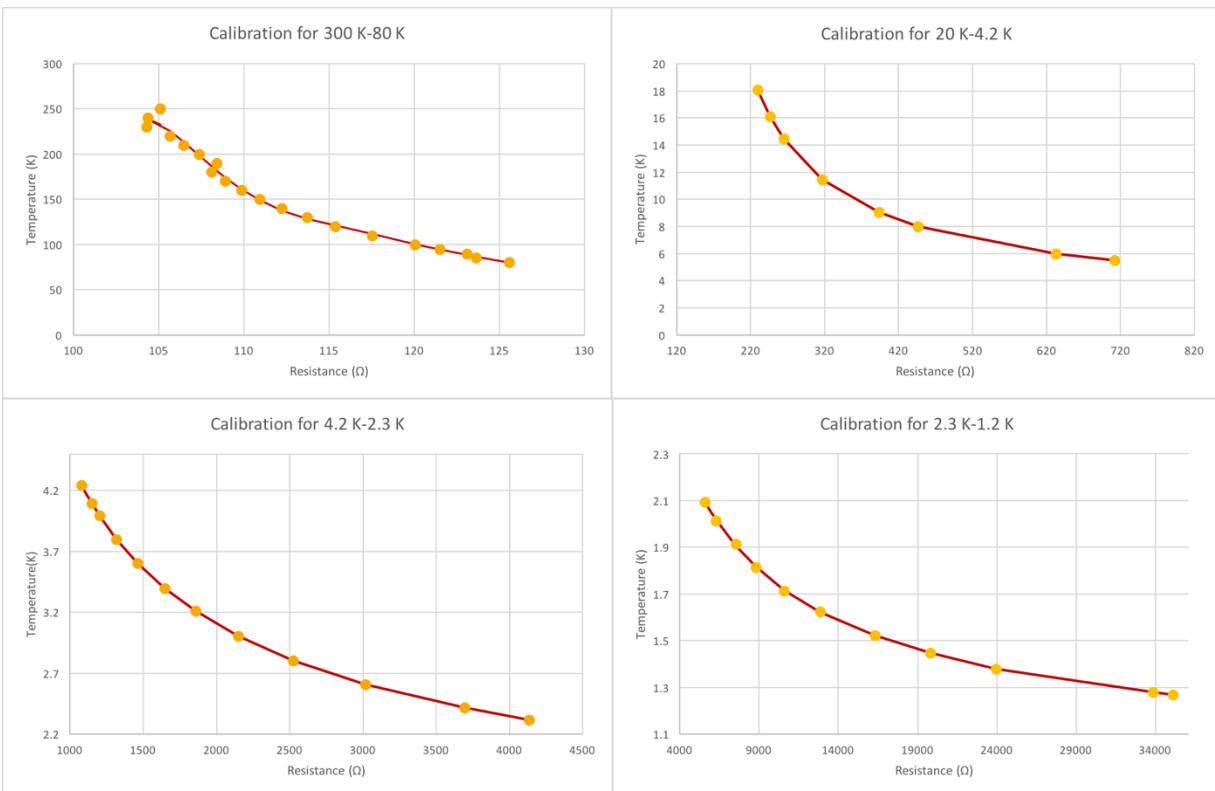 Calibration for 300 K-80 K
Temperature (K)
300
250
200
150
100
50
0
100 105 110 115 120 125 130
Resistance (Ω)
Calibration for 20 K-4.2 K
Temperature (K)
20
18
16
14
12
10
8
6
4
2
0
120 220 320 420 520 620 720 820
Resistance (Ω)
Calibration for 4.2 K-2.3 K
Temperature(K)
4.2
3.7
3.2
2.7
2.2
1000 1500 2000 2500 3000 3500 4000 4500
Resistance (Ω)
Calibration for 2.3 K-1.2 K
Temperature (K)
2.3
2.1
1.9
1.7
1.5
1.3
1.1
4000 9000 14000 19000 24000 29000 34000
Resistance (Ω)